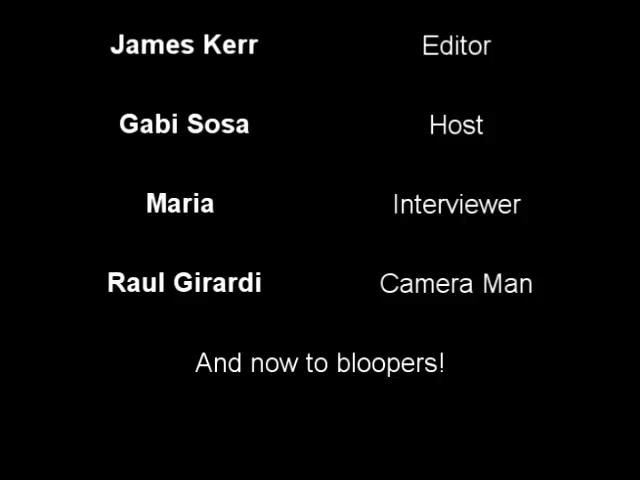 James Kerr Editor
Gabi Sosa Host
Maria Interviewer
Raul Girardi Camera Man
And now to bloopers!